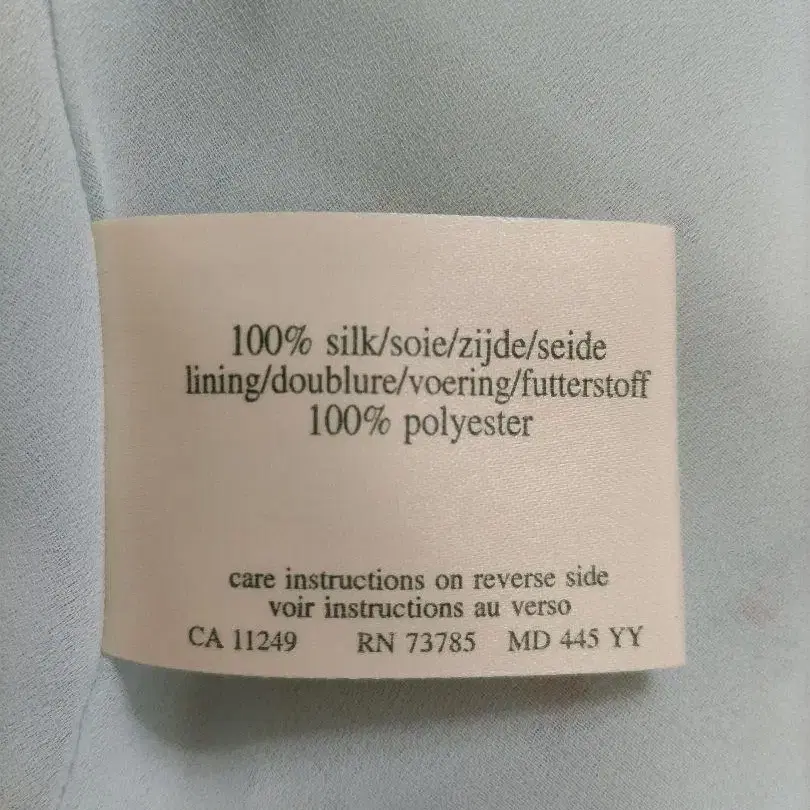 100% silk/soie/zijde/seide
lining/doublure/voering/futterstoff
100% polyester
care instructions on reverse side
voir instructions au verso
CA 11249 RN 73785 MD 445 YY